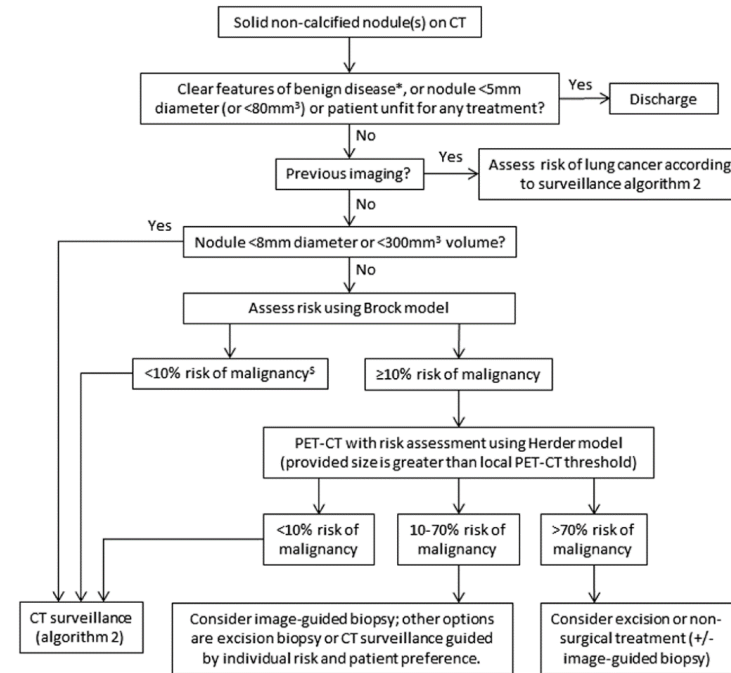 Solid non-calcified nodule(s) on CT
Clear features of benign disease*, or nodule <5mm
diameter (or <80mm³) or patient unfit for any treatment?
Yes
Discharge
No
Previous imaging?
Yes
Assess risk of lung cancer according
to surveillance algorithm 2
No
Yes
Nodule <8mm diameter or <300mm³ volume?
No
Assess risk using Brock model
<10% risk of malignancy$
≥10% risk of malignancy
PET-CT with risk assessment using Herder model
(provided size is greater than local PET-CT threshold)
<10% risk of
malignancy
10-70% risk of
malignancy
>70% risk of
malignancy
CT surveillance
(algorithm 2)
Consider image-guided biopsy; other options
are excision biopsy or CT surveillance guided
by individual risk and patient preference.
Consider excision or non-
surgical treatment (+/-
image-guided biopsy)